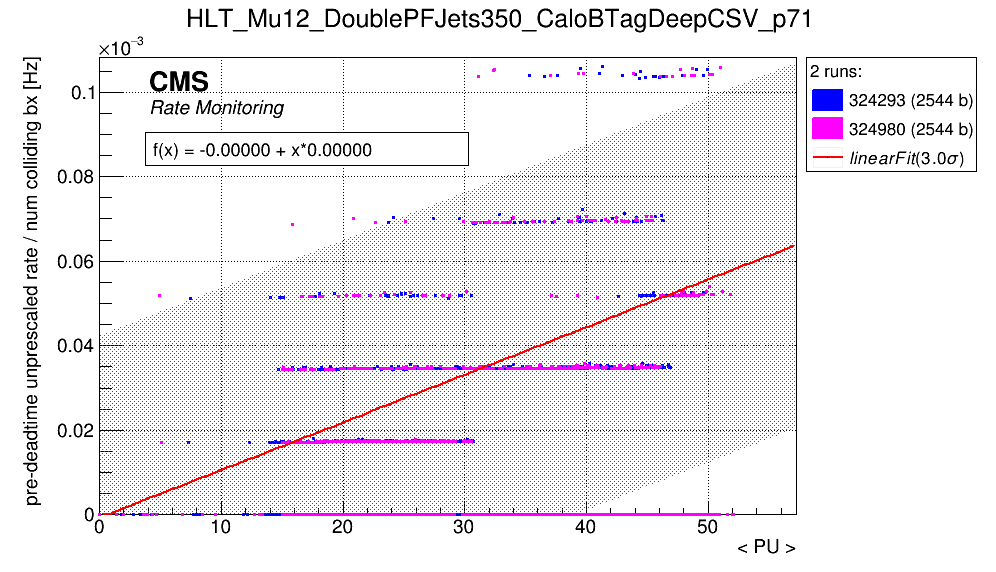 HLT_Mu12_DoublePFJets350_CaloBTagDeepCSV_p71
×10⁻³
CMS
Rate Monitoring
f(x) = -0.00000 + x*0.00000
2 runs:
324293 (2544 b)
324980 (2544 b)
linearFit(3.0σ)
pre-deadtime unprescaled rate / num colliding bx [Hz]
0.1
0.08
0.06
0.04
0.02
0
0 10 20 30 40 50
< PU >